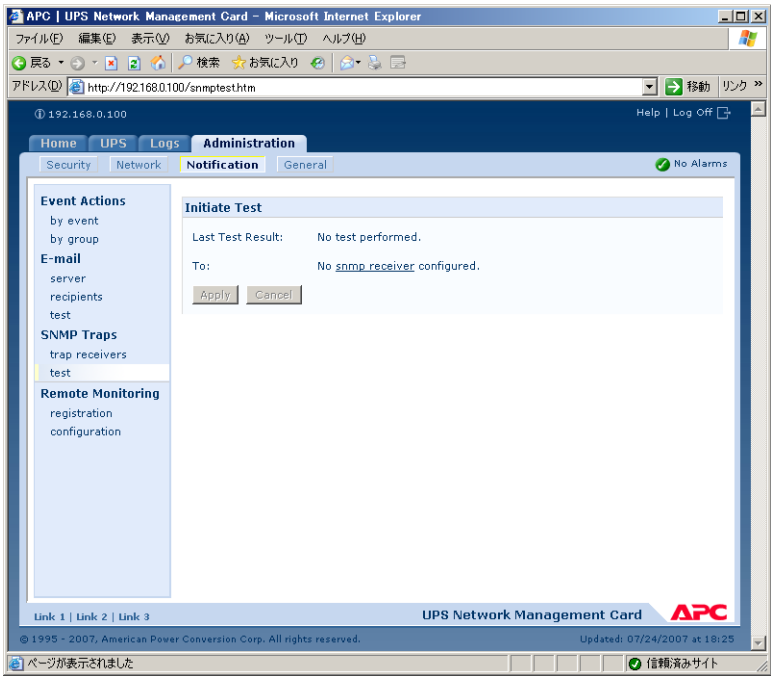 APC | UPS Network Management Card - Microsoft Internet Explorer
ファイル(F) 編集(E) 表示(V) お気に入り(A) ツール(T) ヘルプ(H)
戻る 検索 お気に入り
アドレス(D) http://192.168.0.100/snmptest.htm 移動 リンク »
192.168.0.100 Help | Log Off
Home UPS Logs Administration
Security Network Notification General No Alarms
Event Actions
by event
by group
E-mail
server
recipients
test
SNMP Traps
trap receivers
test
Remote Monitoring
registration
configuration
Initiate Test
Last Test Result: No test performed.
To: No snmp receiver configured.
Apply Cancel
Link 1 | Link 2 | Link 3 UPS Network Management Card APC
© 1995 - 2007, American Power Conversion Corp. All rights reserved. Updated: 07/24/2007 at 18:25
ページが表示されました 信頼済みサイト